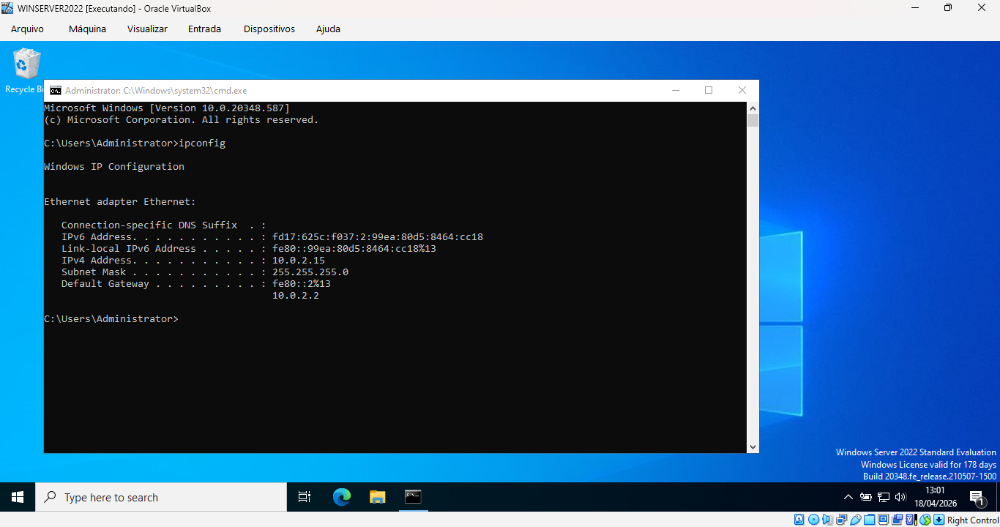 WINSERVER2022 [Executando] - Oracle VirtualBox
Arquivo Máquina Visualizar Entrada Dispositivos Ajuda
Recycle Bi
Administrator: C:\Windows\system32\cmd.exe
Microsoft Windows [Version 10.0.20348.587]
(c) Microsoft Corporation. All rights reserved.
C:\Users\Administrator>ipconfig
Windows IP Configuration
Ethernet adapter Ethernet:
Connection-specific DNS Suffix . :
IPv6 Address. . . . . . . . . . . : fd17:625c:f037:2:99ea:80d5:8464:cc18
Link-local IPv6 Address . . . . . : fe80::99ea:80d5:8464:cc18%13
IPv4 Address. . . . . . . . . . . : 10.0.2.15
Subnet Mask . . . . . . . . . . . : 255.255.255.0
Default Gateway . . . . . . . . . : fe80::2%13
10.0.2.2
C:\Users\Administrator>
Windows Server 2022 Standard Evaluation
Windows License valid for 178 days
Build 20348.fe_release.210507-1500
Type here to search
13:01
18/04/2026
1
Right Control